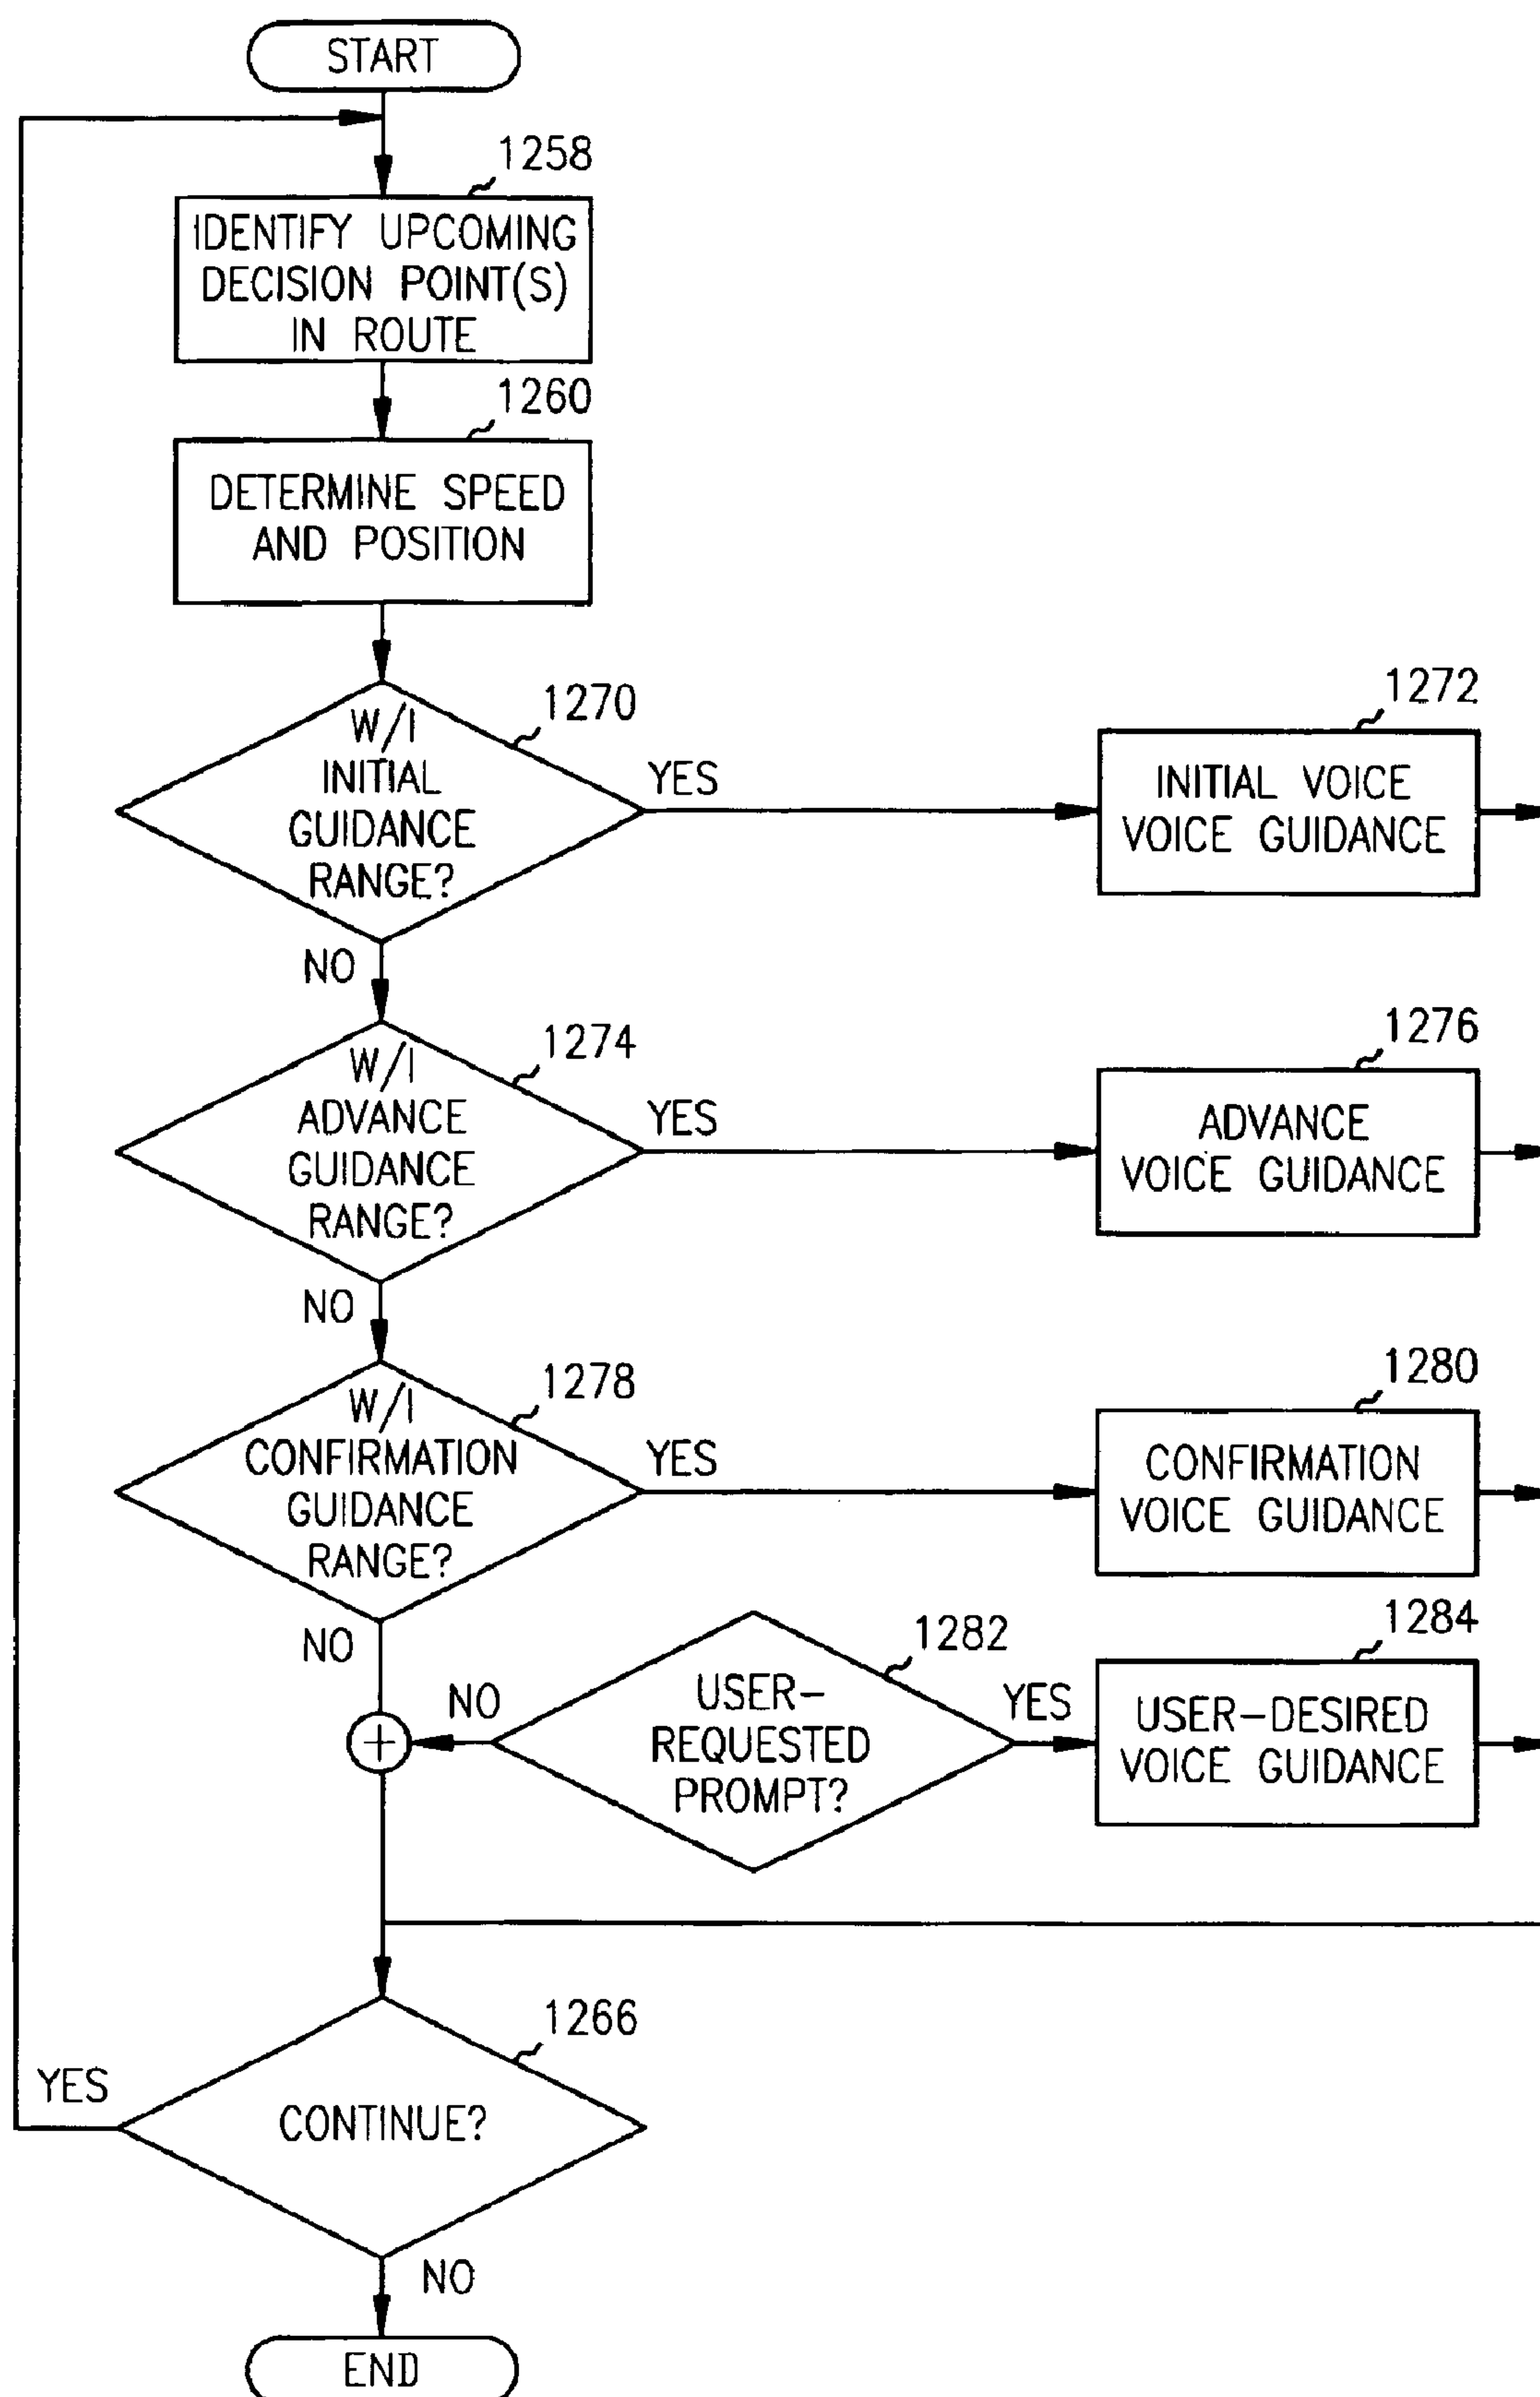 START
1258
IDENTIFY UPCOMING
DECISION POINT(S)
IN ROUTE
1260
DETERMINE SPEED
AND POSITION
1270
W/I
INITIAL
GUIDANCE
RANGE?
YES
1272
INITIAL VOICE
VOICE GUIDANCE
NO
1274
W/I
ADVANCE
GUIDANCE
RANGE?
YES
1276
ADVANCE
VOICE GUIDANCE
NO
1278
W/I
CONFIRMATION
GUIDANCE
RANGE?
YES
1280
CONFIRMATION
VOICE GUIDANCE
NO
+
NO
1282
USER-
REQUESTED
PROMPT?
YES
1284
USER-DESIRED
VOICE GUIDANCE
1266
CONTINUE?
YES
NO
END